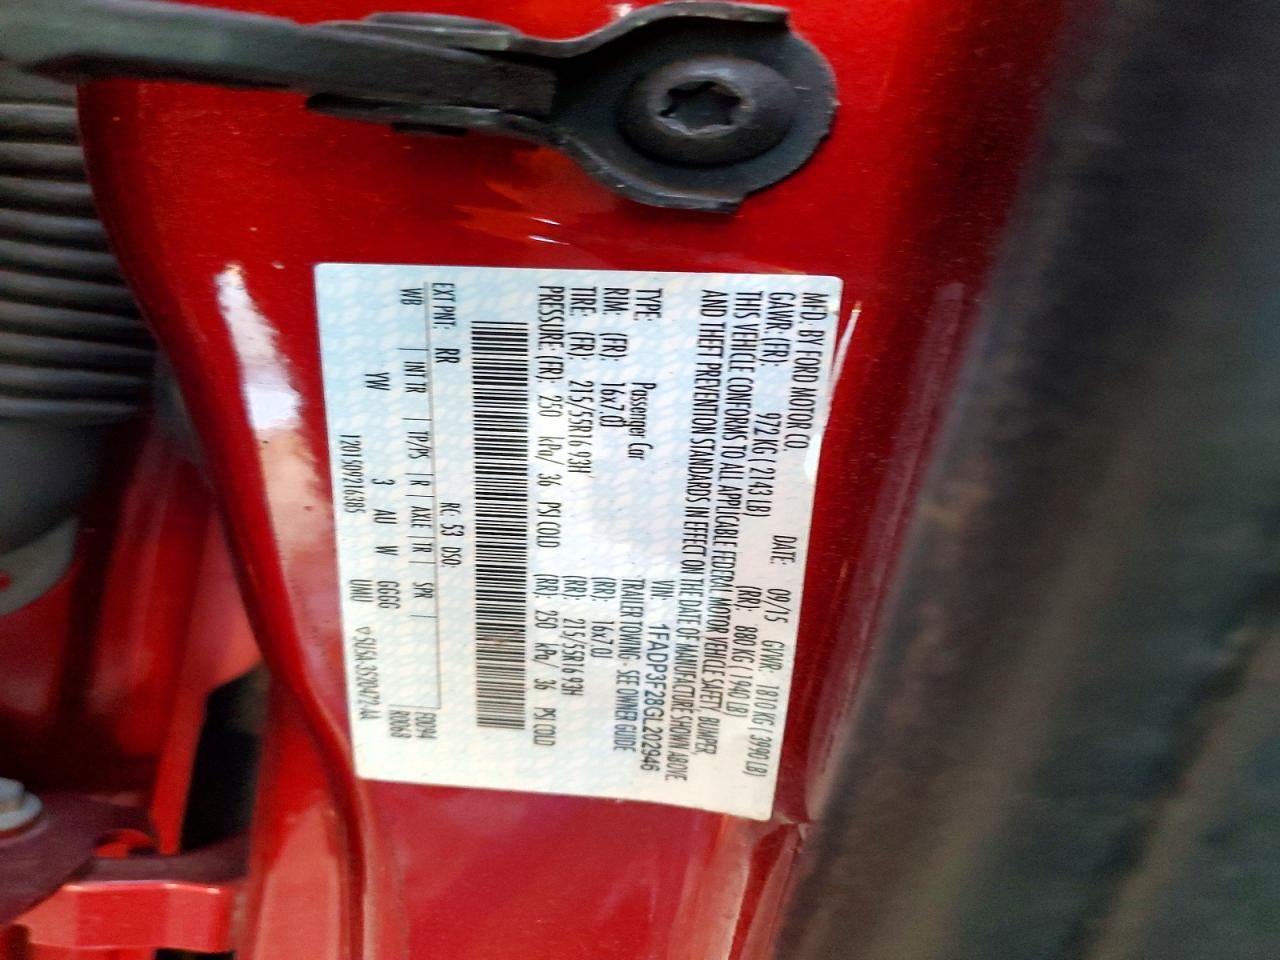 MFD. BY FORD MOTOR CO.
DATE: 09/15 GVWR: 1810 KG ( 3990 LB)
GAWR: (FR): 972 KG ( 2143 LB) (RR): 880 KG ( 1940 LB)
THIS VEHICLE CONFORMS TO ALL APPLICABLE FEDERAL MOTOR VEHICLE SAFETY, BUMPER,
AND THEFT PREVENTION STANDARDS IN EFFECT ON THE DATE OF MANUFACTURE SHOWN ABOVE.
VIN: 1FADP3F28GL202946
TYPE: Passenger Car TRAILER TOWING - SEE OWNER GUIDE
RIM: (FR): 16x7.0J (RR): 16x7.0J
TIRE: (FR): 215/55R16 93H (RR): 215/55R16 93H
PRESSURE: (FR): 250 kPa/ 36 PSI COLD (RR): 250 kPa/ 36 PSI COLD
EXT PNT: RR RC: 53 DSO:
WB | INT TR | TP/PS | R | AXLE | TR | SPR |
YW 3 AU W GGGG
UMU